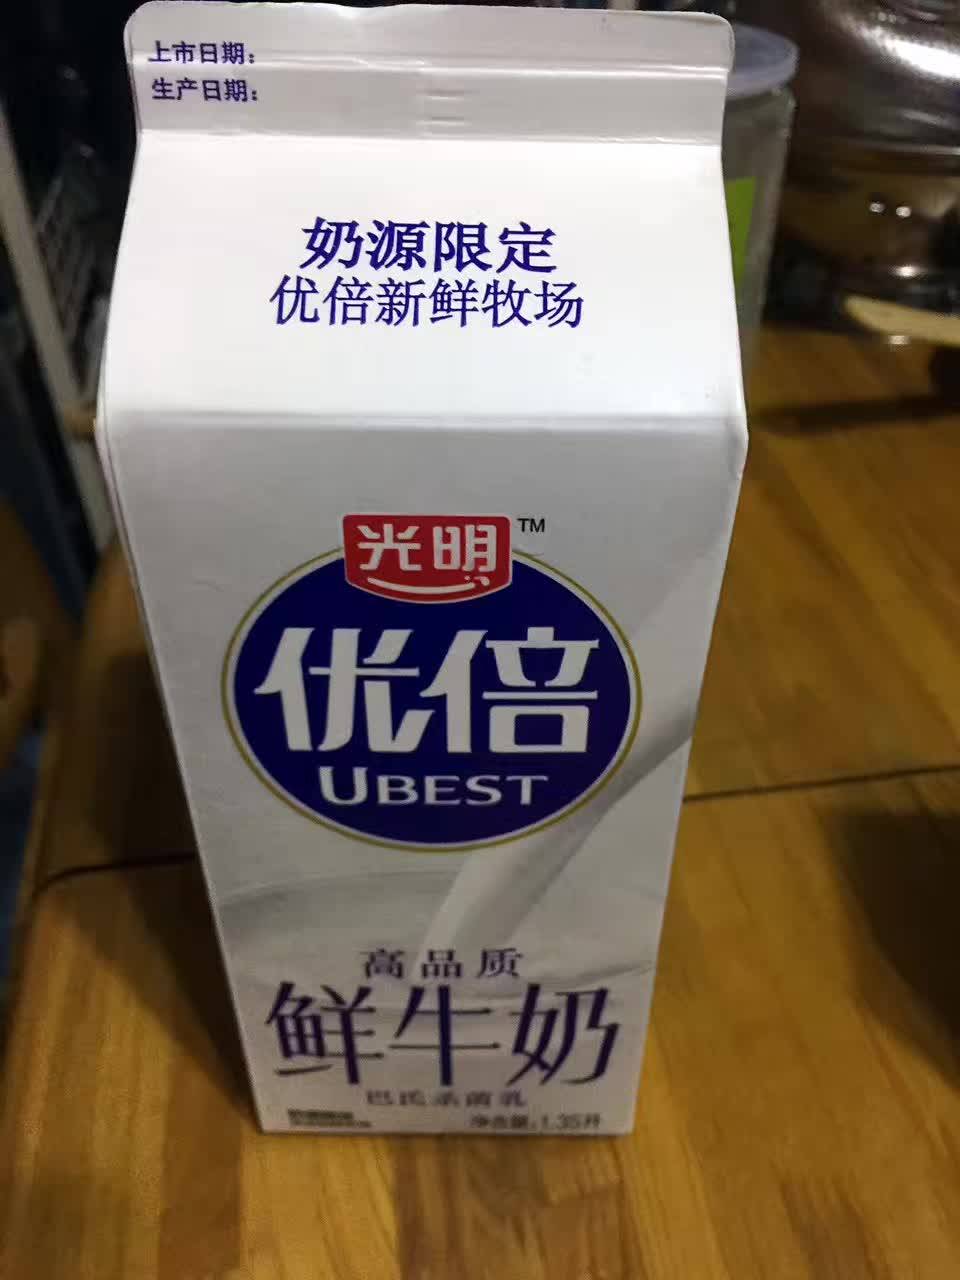 上市日期：
生产日期：
奶源限定
优倍新鲜牧场
光明 TM
优倍
UBEST
高品质
鲜牛奶
巴氏杀菌乳
净含量:1.35升